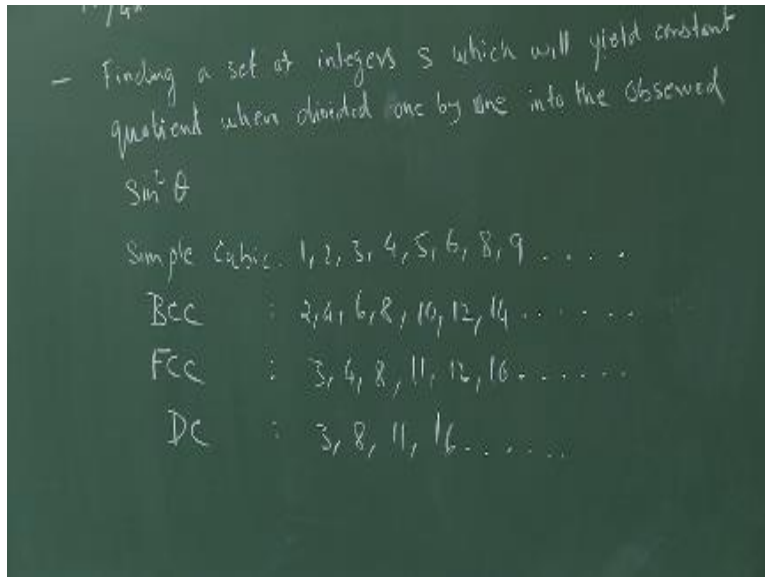 - Finding a set of integers s which will yield constant
quotient when divided one by one into the observed
Sin² θ
Simple Cubic: 1, 2, 3, 4, 5, 6, 8, 9 . . . . .
BCC : 2, 4, 6, 8, 10, 12, 14 . . . . . . .
FCC : 3, 4, 8, 11, 12, 16 . . . . . .
DC : 3, 8, 11, 16 . . . . . .